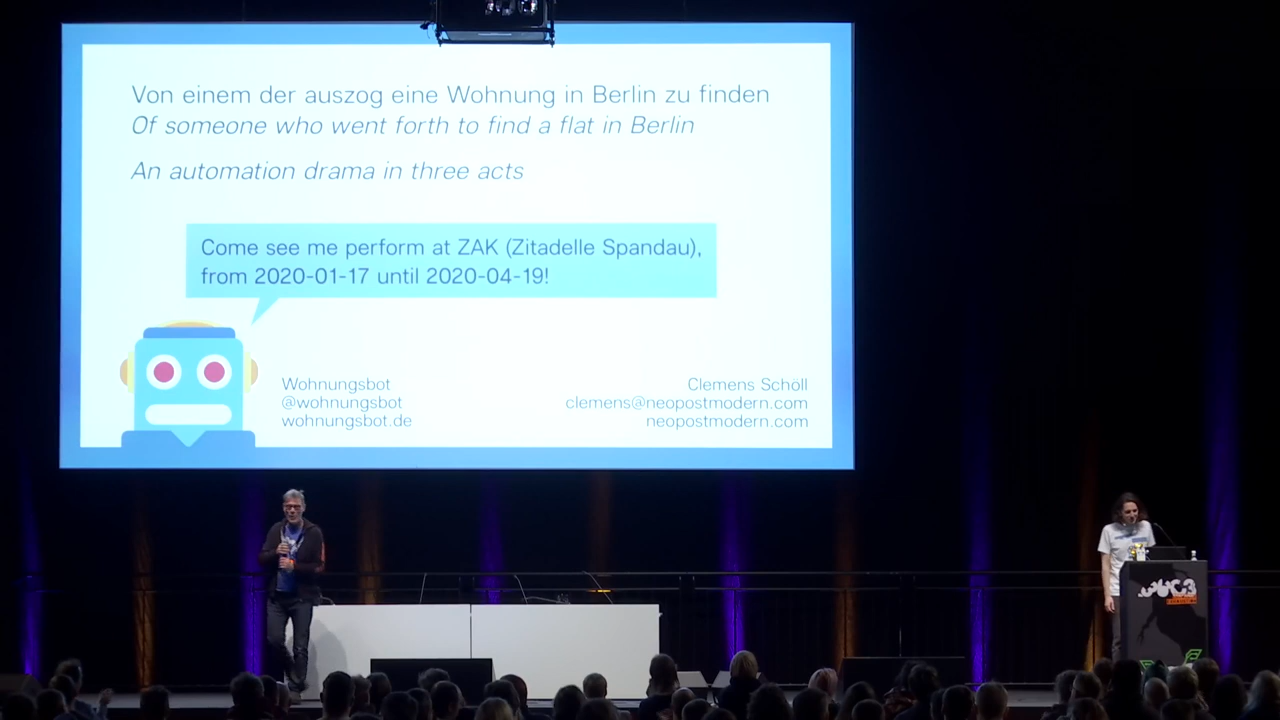 Von einem der auszog eine Wohnung in Berlin zu finden
Of someone who went forth to find a flat in Berlin
An automation drama in three acts
Come see me perform at ZAK (Zitadelle Spandau),
from 2020-01-17 until 2020-04-19!
Wohnungsbot
@wohnungsbot
wohnungsbot.de
Clemens Schöll
clemens@neopostmodern.com
neopostmodern.com